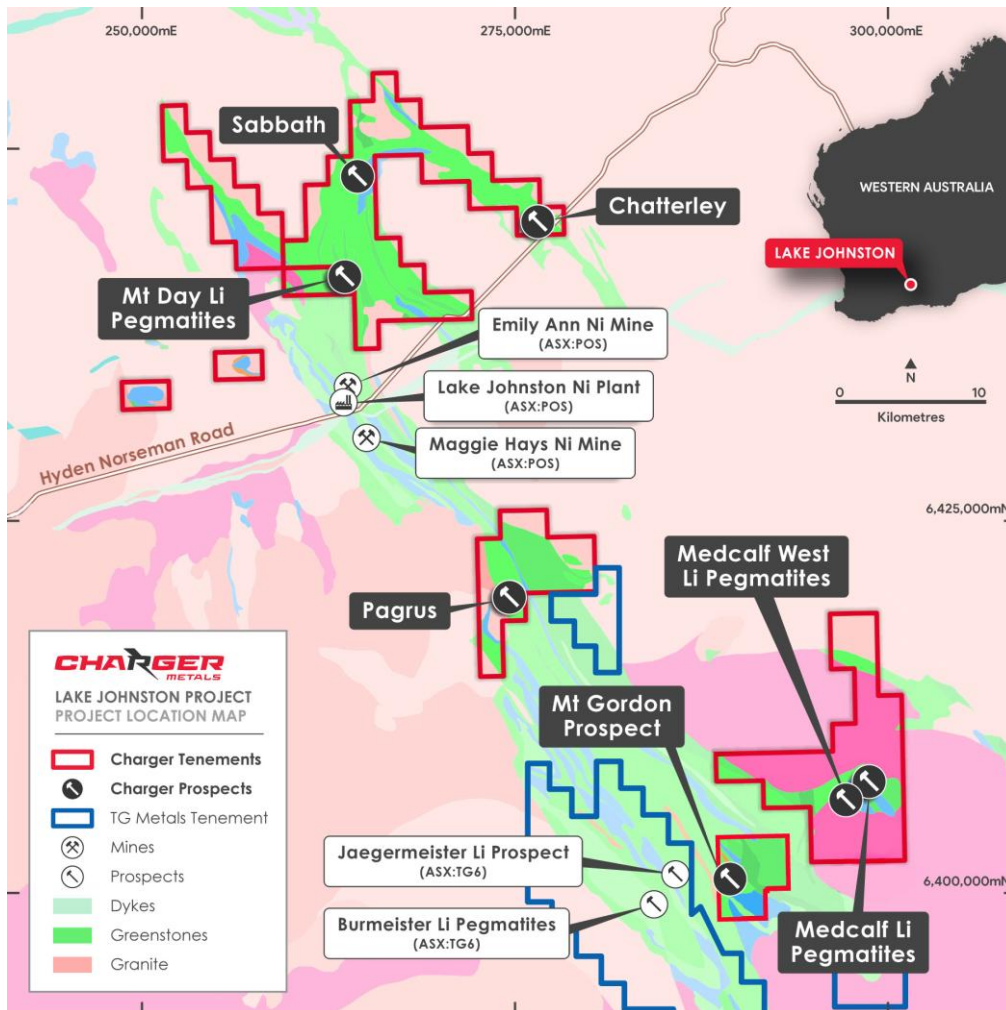 250,000mE
275,000mE
300,000mE
Sabbath
Chatterley
WESTERN AUSTRALIA
LAKE JOHNSTON
Mt Day Li
Pegmatites
Emily Ann Ni Mine
(ASX:POS)
Lake Johnston Ni Plant
(ASX:POS)
Maggie Hays Ni Mine
(ASX:POS)
N
0
10
Kilometres
Hyden Norseman Road
6,425,000mN
Medcalf West
Li Pegmatites
Pagrus
Mt Gordon
Prospect
CHARGER
METALS
LAKE JOHNSTON PROJECT
PROJECT LOCATION MAP
Charger Tenements
Charger Prospects
TG Metals Tenement
Mines
Prospects
Dykes
Greenstones
Granite
Jaegermeister Li Prospect
(ASX:TG6)
Burmeister Li Pegmatites
(ASX:TG6)
6,400,000mN
Medcalf Li
Pegmatites